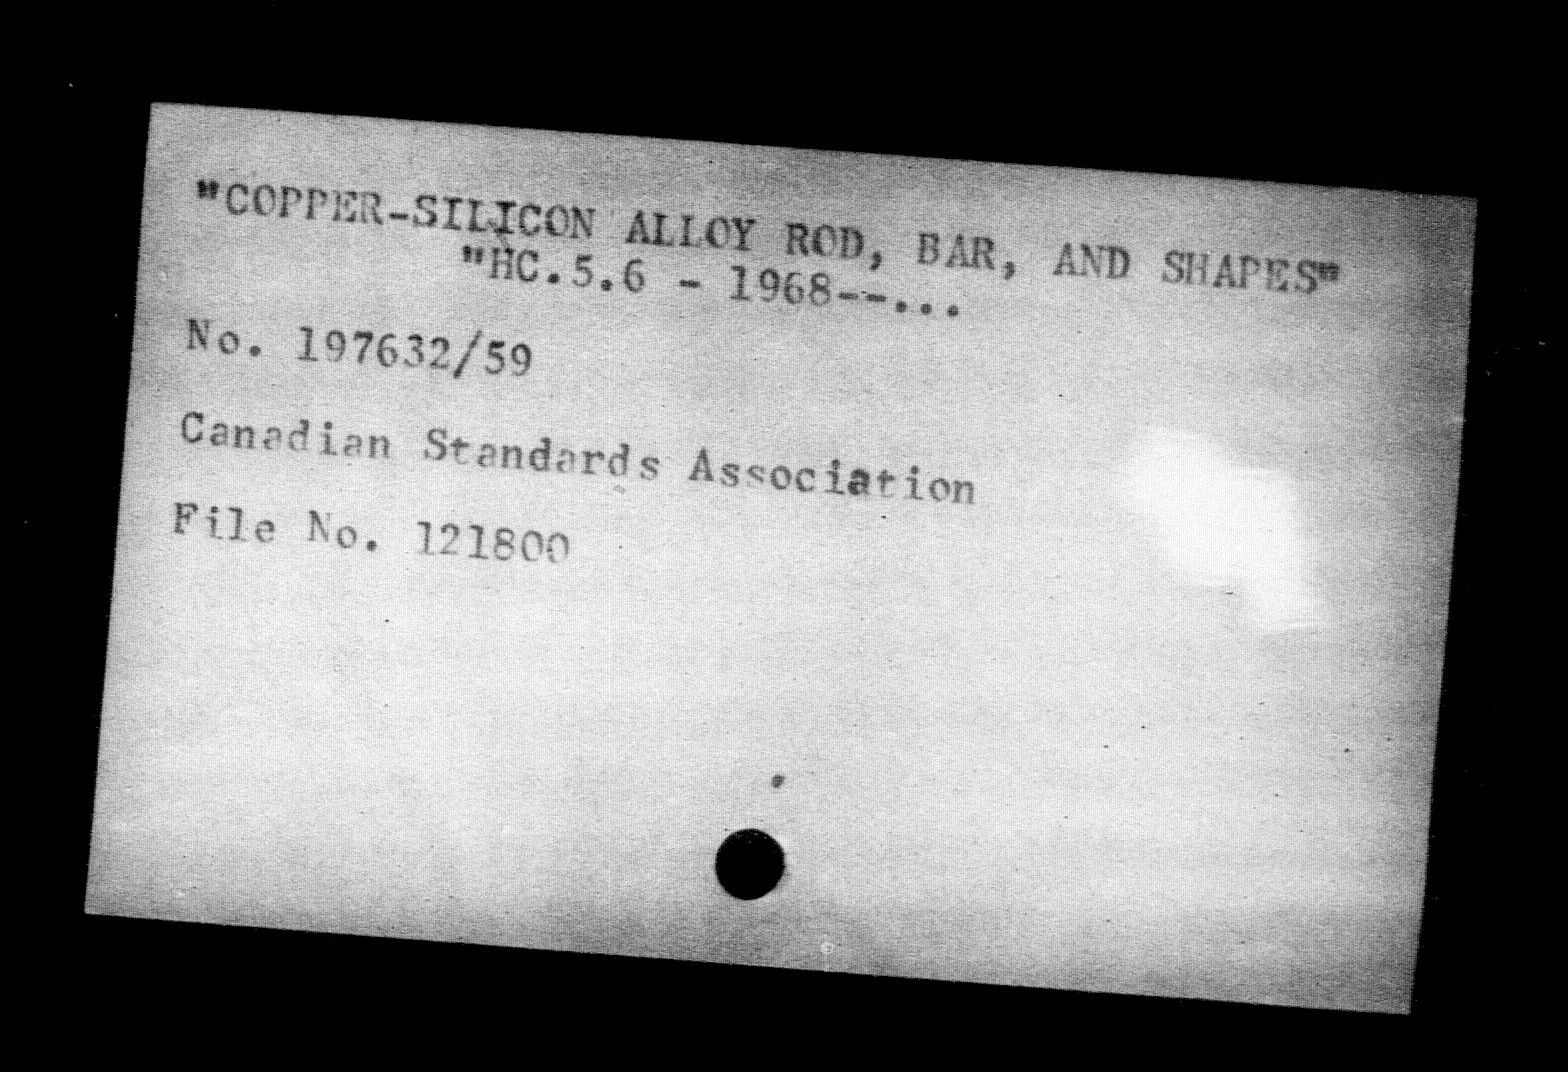 "COPPER-SILICON ALLOY ROD, BAR, AND SHAPES"
"HC.5.6 - 1968--...
No. 197632/59
Canadian Standards Association
File No. 121800